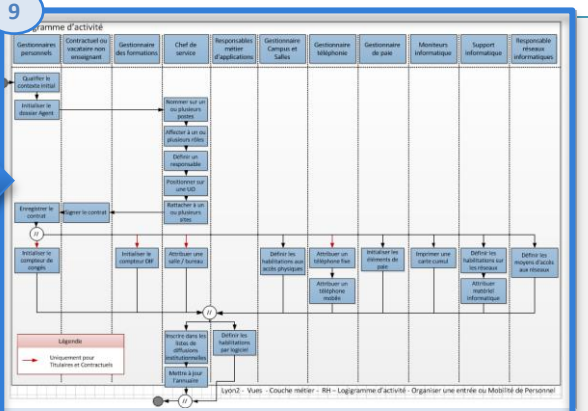 9
gramme d'activité
Gestionnaires
personnels
Contractuel ou
vacataire non
enseignant
Gestionnaire
des formations
Chef de
service
Responsables
métier
d'applications
Gestionnaire
Campus et
Salles
Gestionnaire
téléphonie
Gestionnaire
de paie
Moniteurs
informatique
Support
informatique
Responsable
réseaux
informatiques
Qualifier le
contexte initial
Initialiser le
dossier Agent
Nommer sur un
ou plusieurs
postes
Affecter à un ou
plusieurs rôles
Définir un
responsable
Positionner sur
une UO
Rattacher à un
ou plusieurs
sites
Signer le contrat
Enregistrer le
contrat
//
Initialiser le
compteur de
congés
Initialiser le
compteur DIF
Attribuer une
salle / bureau
Définir les
habilitations aux
accès physiques
Attribuer un
téléphone fixe
Initialiser les
éléments de
paie
Imprimer une
carte cumul
Définir les
habilitations sur
les réseaux
Définir les
moyens d'accès
aux réseaux
Attribuer un
téléphone
mobile
Attribuer
matériel
informatique
//
Inscrire dans les
listes de
diffusions
institutionnelles
Définir les
habilitations
par logiciel
Mettre à jour
l'annuaire
//
Légende
Uniquement pour
Titulaires et Contractuels
Lyon2 - Vues - Couche métier - RH – Logigramme d'activité - Organiser une entrée ou Mobilité de Personnel